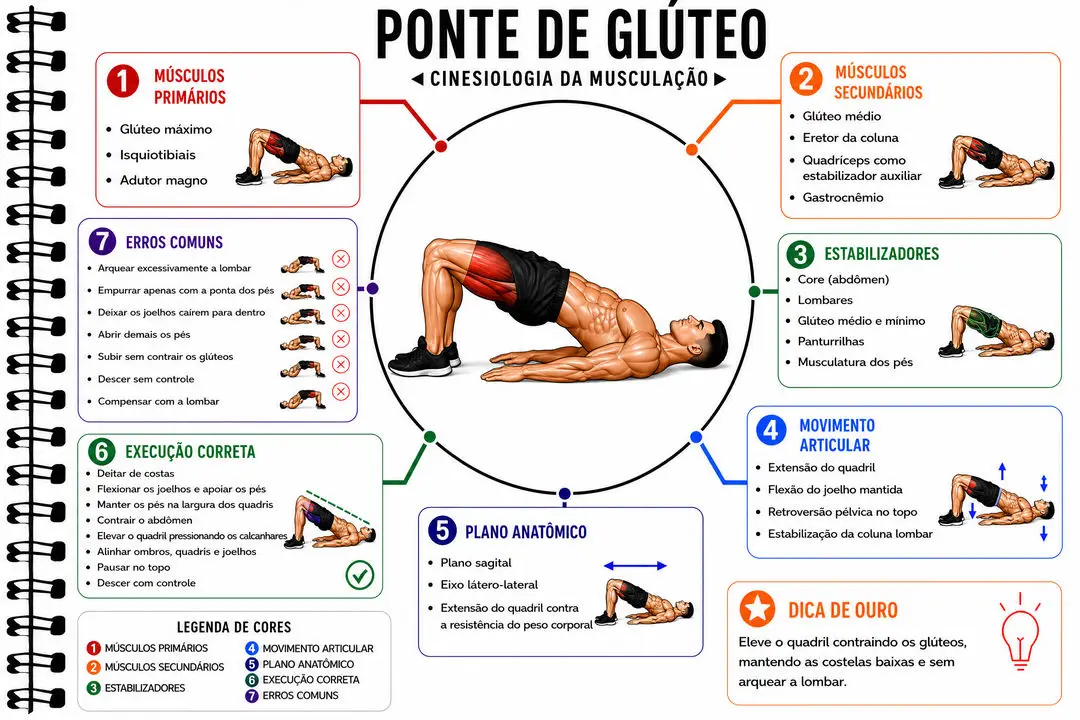 PONTE DE GLÚTEO
CINESIOLOGIA DA MUSCULAÇÃO
1 MÚSCULOS
PRIMÁRIOS
• Glúteo máximo
• Isquiotibiais
• Adutor magno
2 MÚSCULOS
SECUNDÁRIOS
• Glúteo médio
• Eretor da coluna
• Quadríceps como
estabilizador auxiliar
• Gastrocnêmio
3 ESTABILIZADORES
• Core (abdômen)
• Lombares
• Glúteo médio e mínimo
• Panturrilhas
• Musculatura dos pés
4 MOVIMENTO
ARTICULAR
• Extensão do quadril
• Flexão do joelho mantida
• Retroversão pélvica no topo
• Estabilização da coluna lombar
5 PLANO ANATÔMICO
• Plano sagital
• Eixo látero-lateral
• Extensão do quadril contra
a resistência do peso corporal
6 EXECUÇÃO CORRETA
• Deitar de costas
• Flexionar os joelhos e apoiar os pés
• Manter os pés na largura dos quadris
• Contrair o abdômen
• Elevar o quadril pressionando os calcanhares
• Alinhar ombros, quadris e joelhos
• Pausar no topo
• Descer com controle
7 ERROS COMUNS
• Arquear excessivamente a lombar
• Empurrar apenas com a ponta dos pés
• Deixar os joelhos caírem para dentro
• Abrir demais os pés
• Subir sem contrair os glúteos
• Descer sem controle
• Compensar com a lombar
LEGENDA DE CORES
1 MÚSCULOS PRIMÁRIOS
2 MÚSCULOS SECUNDÁRIOS
3 ESTABILIZADORES
4 MOVIMENTO ARTICULAR
5 PLANO ANATÔMICO
6 EXECUÇÃO CORRETA
7 ERROS COMUNS
DICA DE OURO
Eleve o quadril contraindo os glúteos,
mantendo as costelas baixas e sem
arquear a lombar.